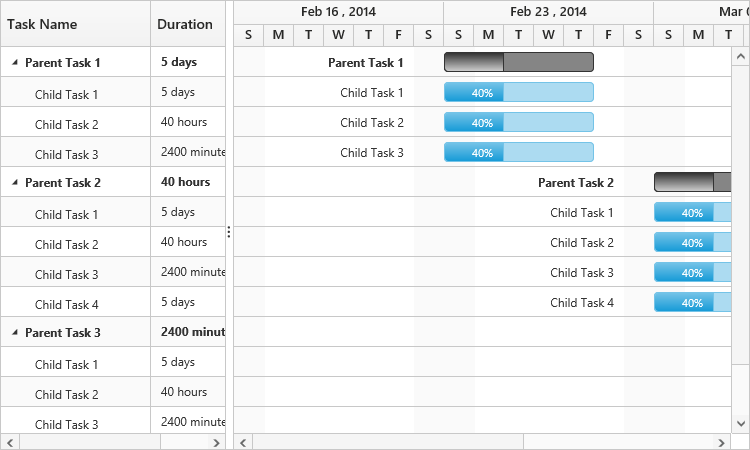 Task Name Duration
Feb 16 , 2014 Feb 23 , 2014 Mar 0
S M T W T F S S M T W T F S S M T
Parent Task 1 5 days Parent Task 1
Child Task 1 5 days Child Task 1 40%
Child Task 2 40 hours Child Task 2 40%
Child Task 3 2400 minute Child Task 3 40%
Parent Task 2 40 hours Parent Task 2
Child Task 1 5 days Child Task 1 40%
Child Task 2 40 hours Child Task 2 40%
Child Task 3 2400 minute Child Task 3 40%
Child Task 4 5 days Child Task 4 40%
Parent Task 3 2400 minut
Child Task 1 5 days
Child Task 2 40 hours
Child Task 3 2400 minute